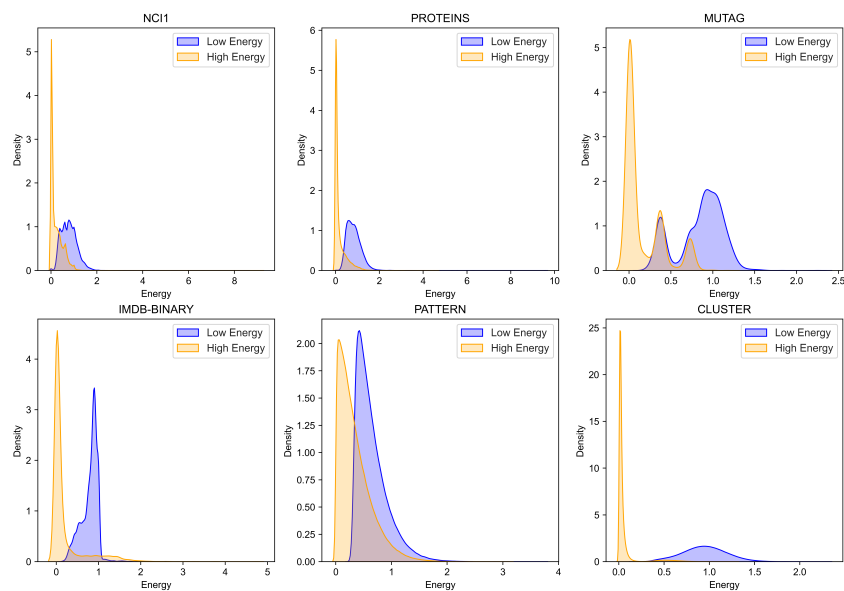 NCI1
Low Energy
High Energy
Density
0
1
2
3
4
5
0 2 4 6 8
Energy
PROTEINS
Low Energy
High Energy
Density
0
1
2
3
4
5
6
0 2 4 6 8 10
Energy
MUTAG
Low Energy
High Energy
Density
0
1
2
3
4
5
0.0 0.5 1.0 1.5 2.0 2.5
Energy
IMDB-BINARY
Low Energy
High Energy
Density
0
1
2
3
4
0 1 2 3 4 5
Energy
PATTERN
Low Energy
High Energy
Density
0.00
0.25
0.50
0.75
1.00
1.25
1.50
1.75
2.00
0 1 2 3 4
Energy
CLUSTER
Low Energy
High Energy
Density
0
5
10
15
20
25
0.0 0.5 1.0 1.5 2.0
Energy